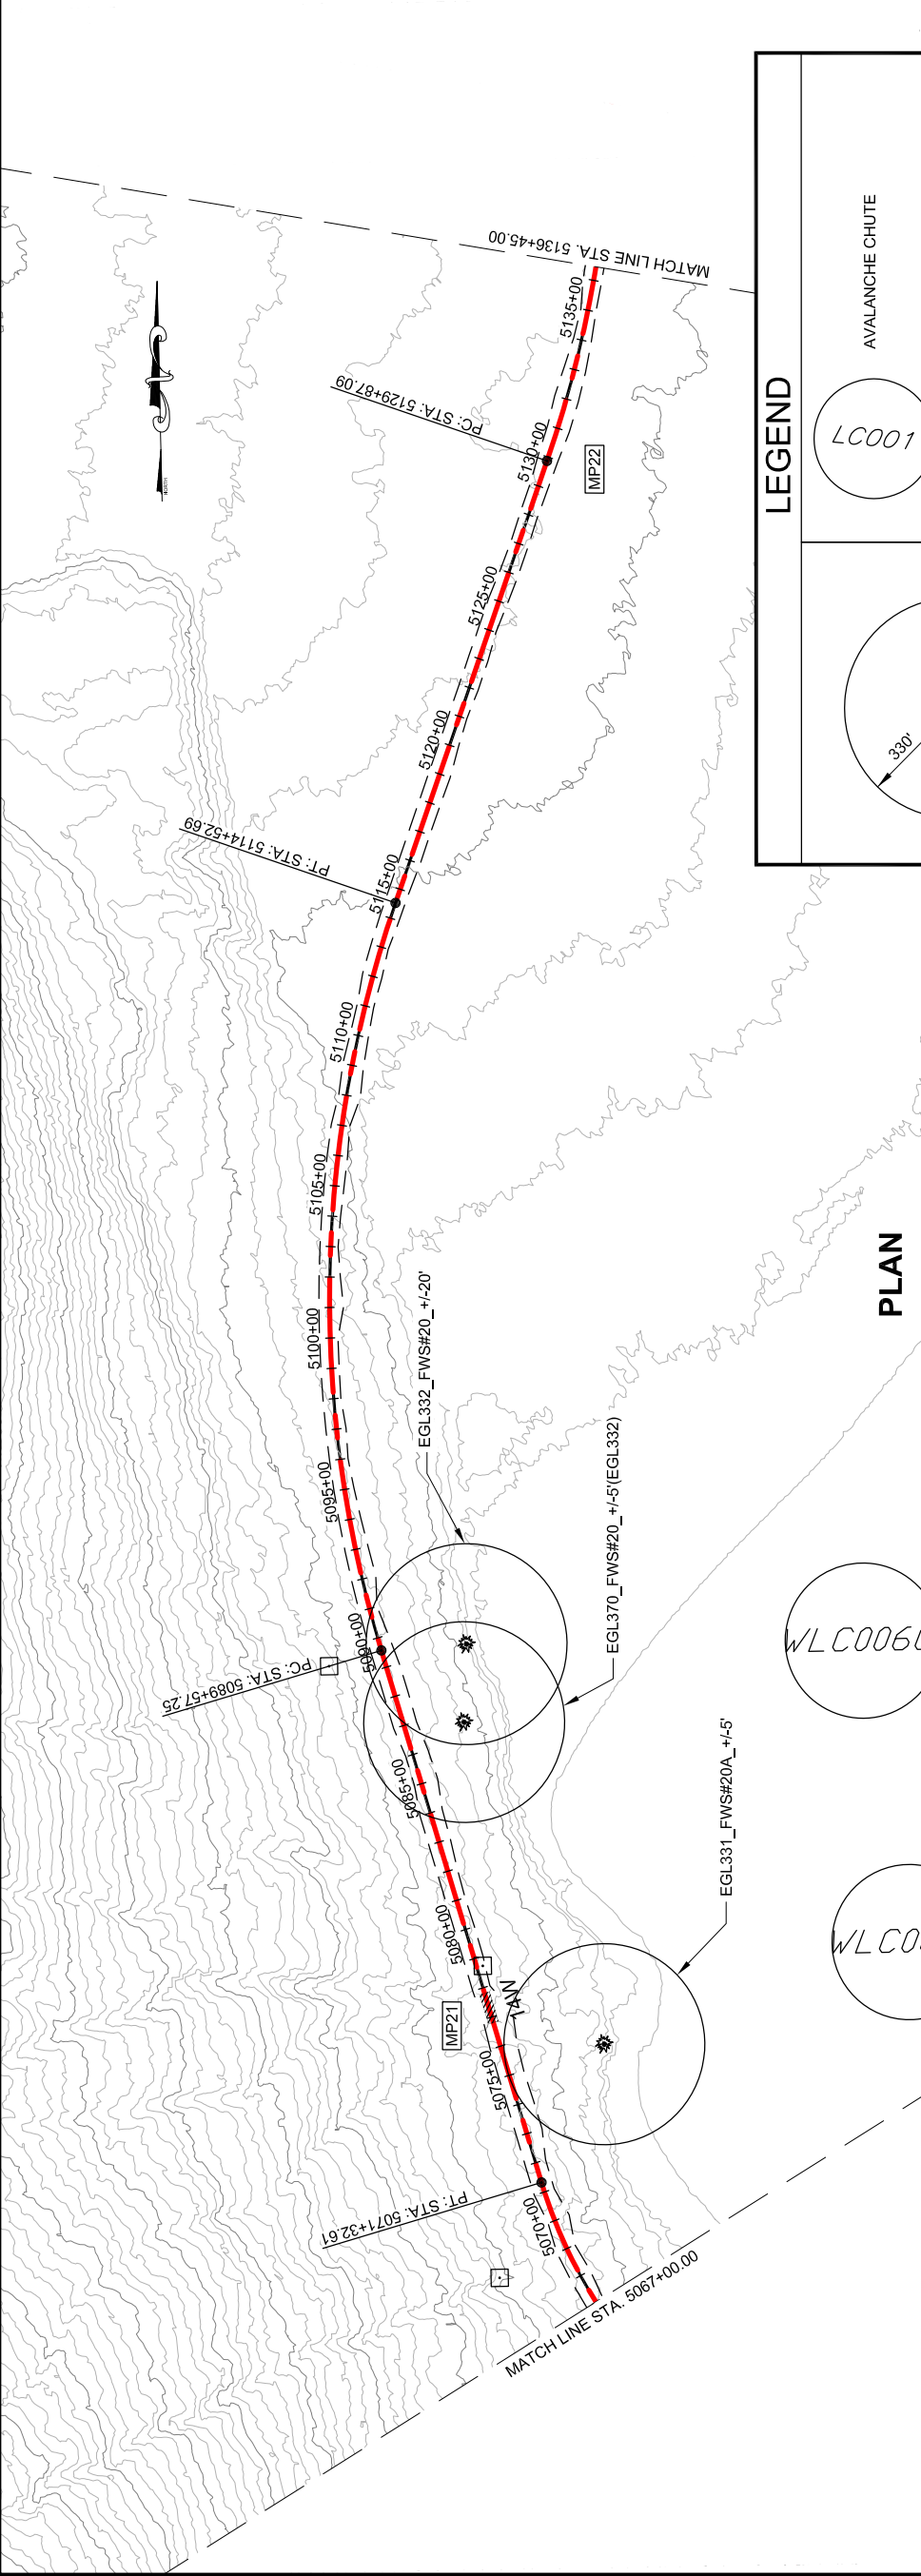 MATCH LINE STA. 5136+45.00
5135+00
PC: STA: 5129+87.09
5130+00
MP22
5125+00
5120+00
PT: STA: 5114+52.69
5115+00
5110+00
5105+00
5100+00
5095+00
EGL332_FWS#20_+/-20'
EGL370_FWS#20_+/-5'(EGL332)
5090+00
PC: STA: 5089+57.25
5085+00
EGL331_FWS#20A_+/-5'
5080+00
MP21
14W
5075+00
PT: STA: 5071+32.61
5070+00
MATCH LINE STA. 5067+00.00
PLAN
LEGEND
AVALANCHE CHUTE
LC001
330'